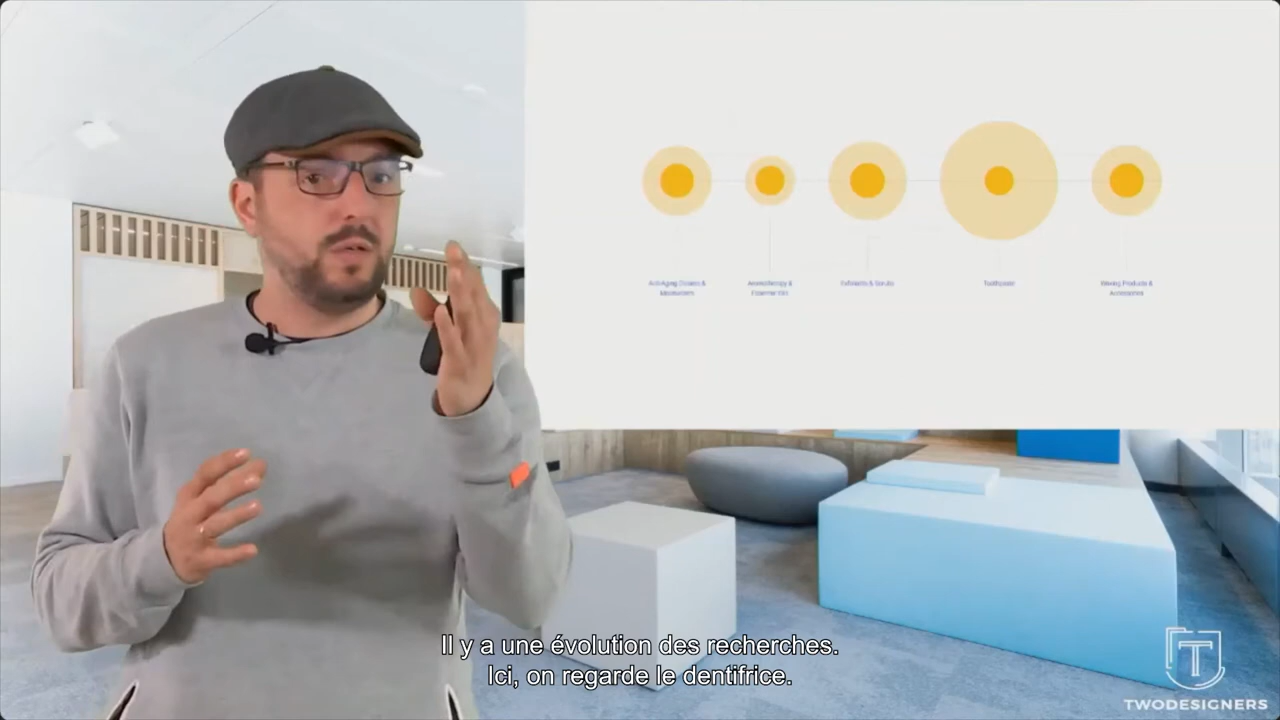 Anti-Aging Creams &
Moisturizers
Aromatherapy &
Essential Oils
Exfoliants & Scrubs
Toothpaste
Waxing Products &
Accessories
Il y a une évolution des recherches.
Ici, on regarde le dentifrice.
T
TWODESIGNERS